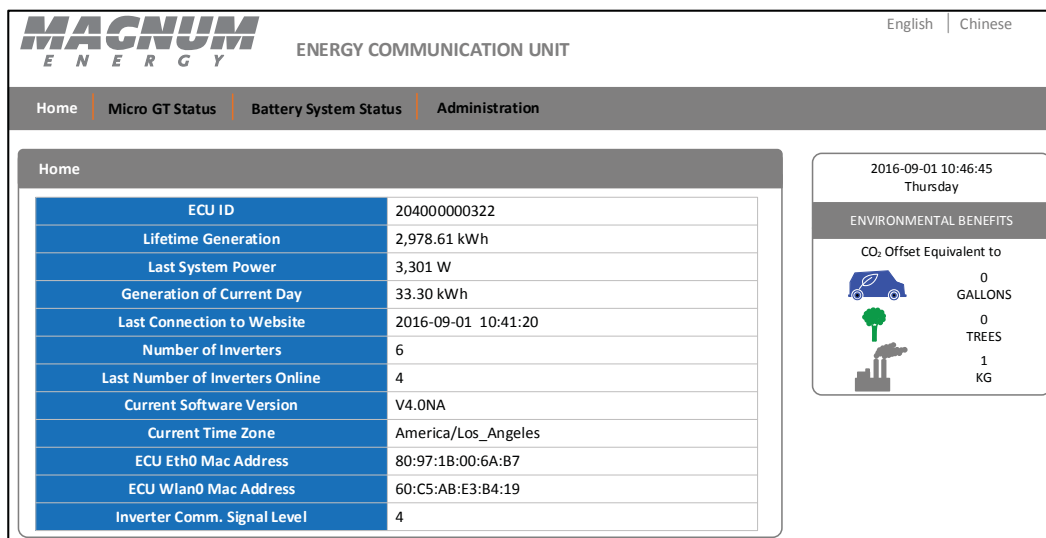 MAGNUM
ENERGY
ENERGY COMMUNICATION UNIT
English | Chinese
Home Micro GT Status Battery System Status Administration
Home
ECU ID 204000000322
Lifetime Generation 2,978.61 kWh
Last System Power 3,301 W
Generation of Current Day 33.30 kWh
Last Connection to Website 2016-09-01 10:41:20
Number of Inverters 6
Last Number of Inverters Online 4
Current Software Version V4.0NA
Current Time Zone America/Los_Angeles
ECU Eth0 Mac Address 80:97:1B:00:6A:B7
ECU Wlan0 Mac Address 60:C5:AB:E3:B4:19
Inverter Comm. Signal Level 4
2016-09-01 10:46:45
Thursday
ENVIRONMENTAL BENEFITS
CO₂ Offset Equivalent to
0
GALLONS
0
TREES
1
KG